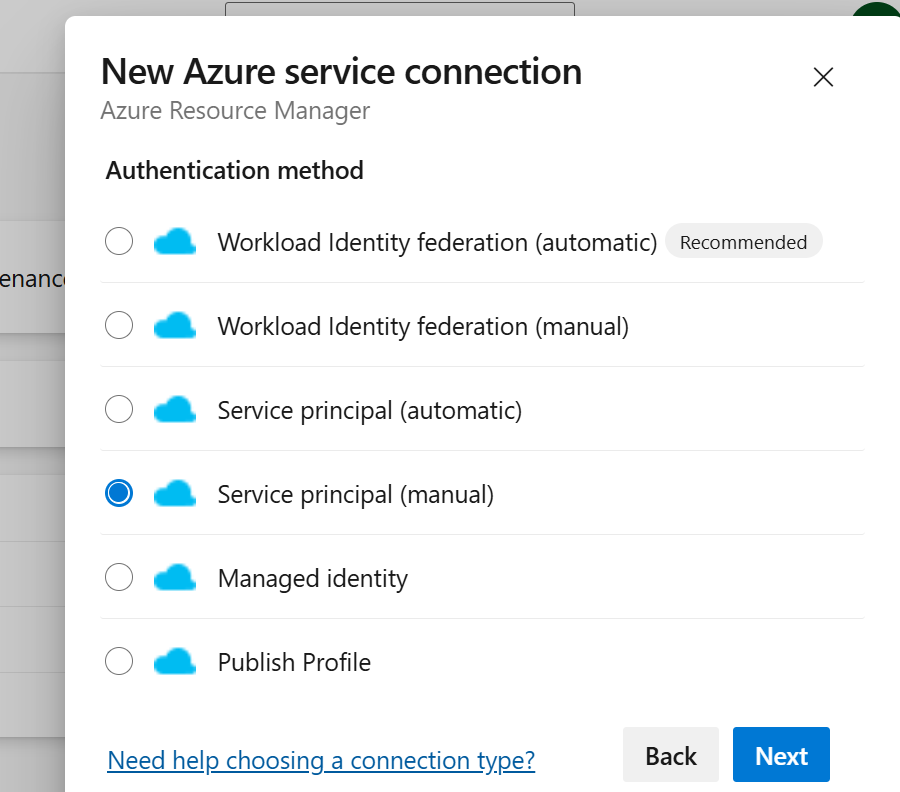 New Azure service connection
Azure Resource Manager
Authentication method
Workload Identity federation (automatic) Recommended
Workload Identity federation (manual)
Service principal (automatic)
Service principal (manual)
Managed identity
Publish Profile
Need help choosing a connection type? Back Next